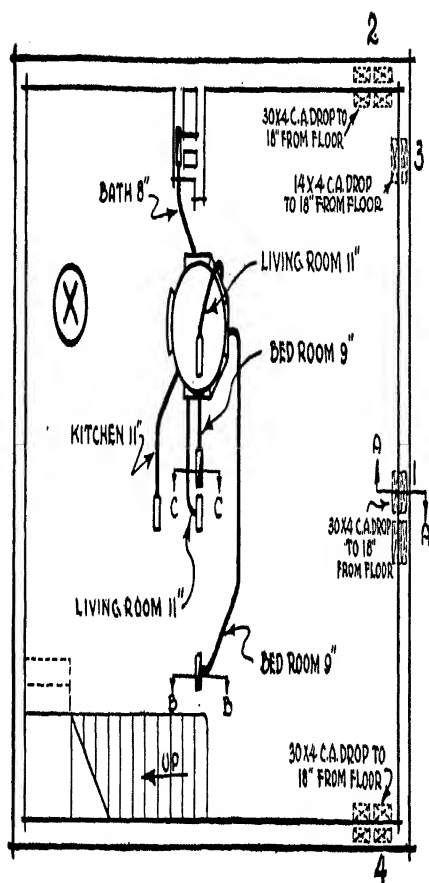 2
30X4 C.A. DROP TO
18" FROM FLOOR
3
14X4 C.A. DROP
TO 18" FROM FLOOR
BATH 8"
LIVING ROOM 11"
X
BED ROOM 9"
KITCHEN 11"
A
1
C
C
30X4 C.A. DROP
TO 18"
FROM FLOOR
A
LIVING ROOM 11"
BED ROOM 9"
B
B
UP
30X4 C.A. DROP TO
18" FROM FLOOR
4